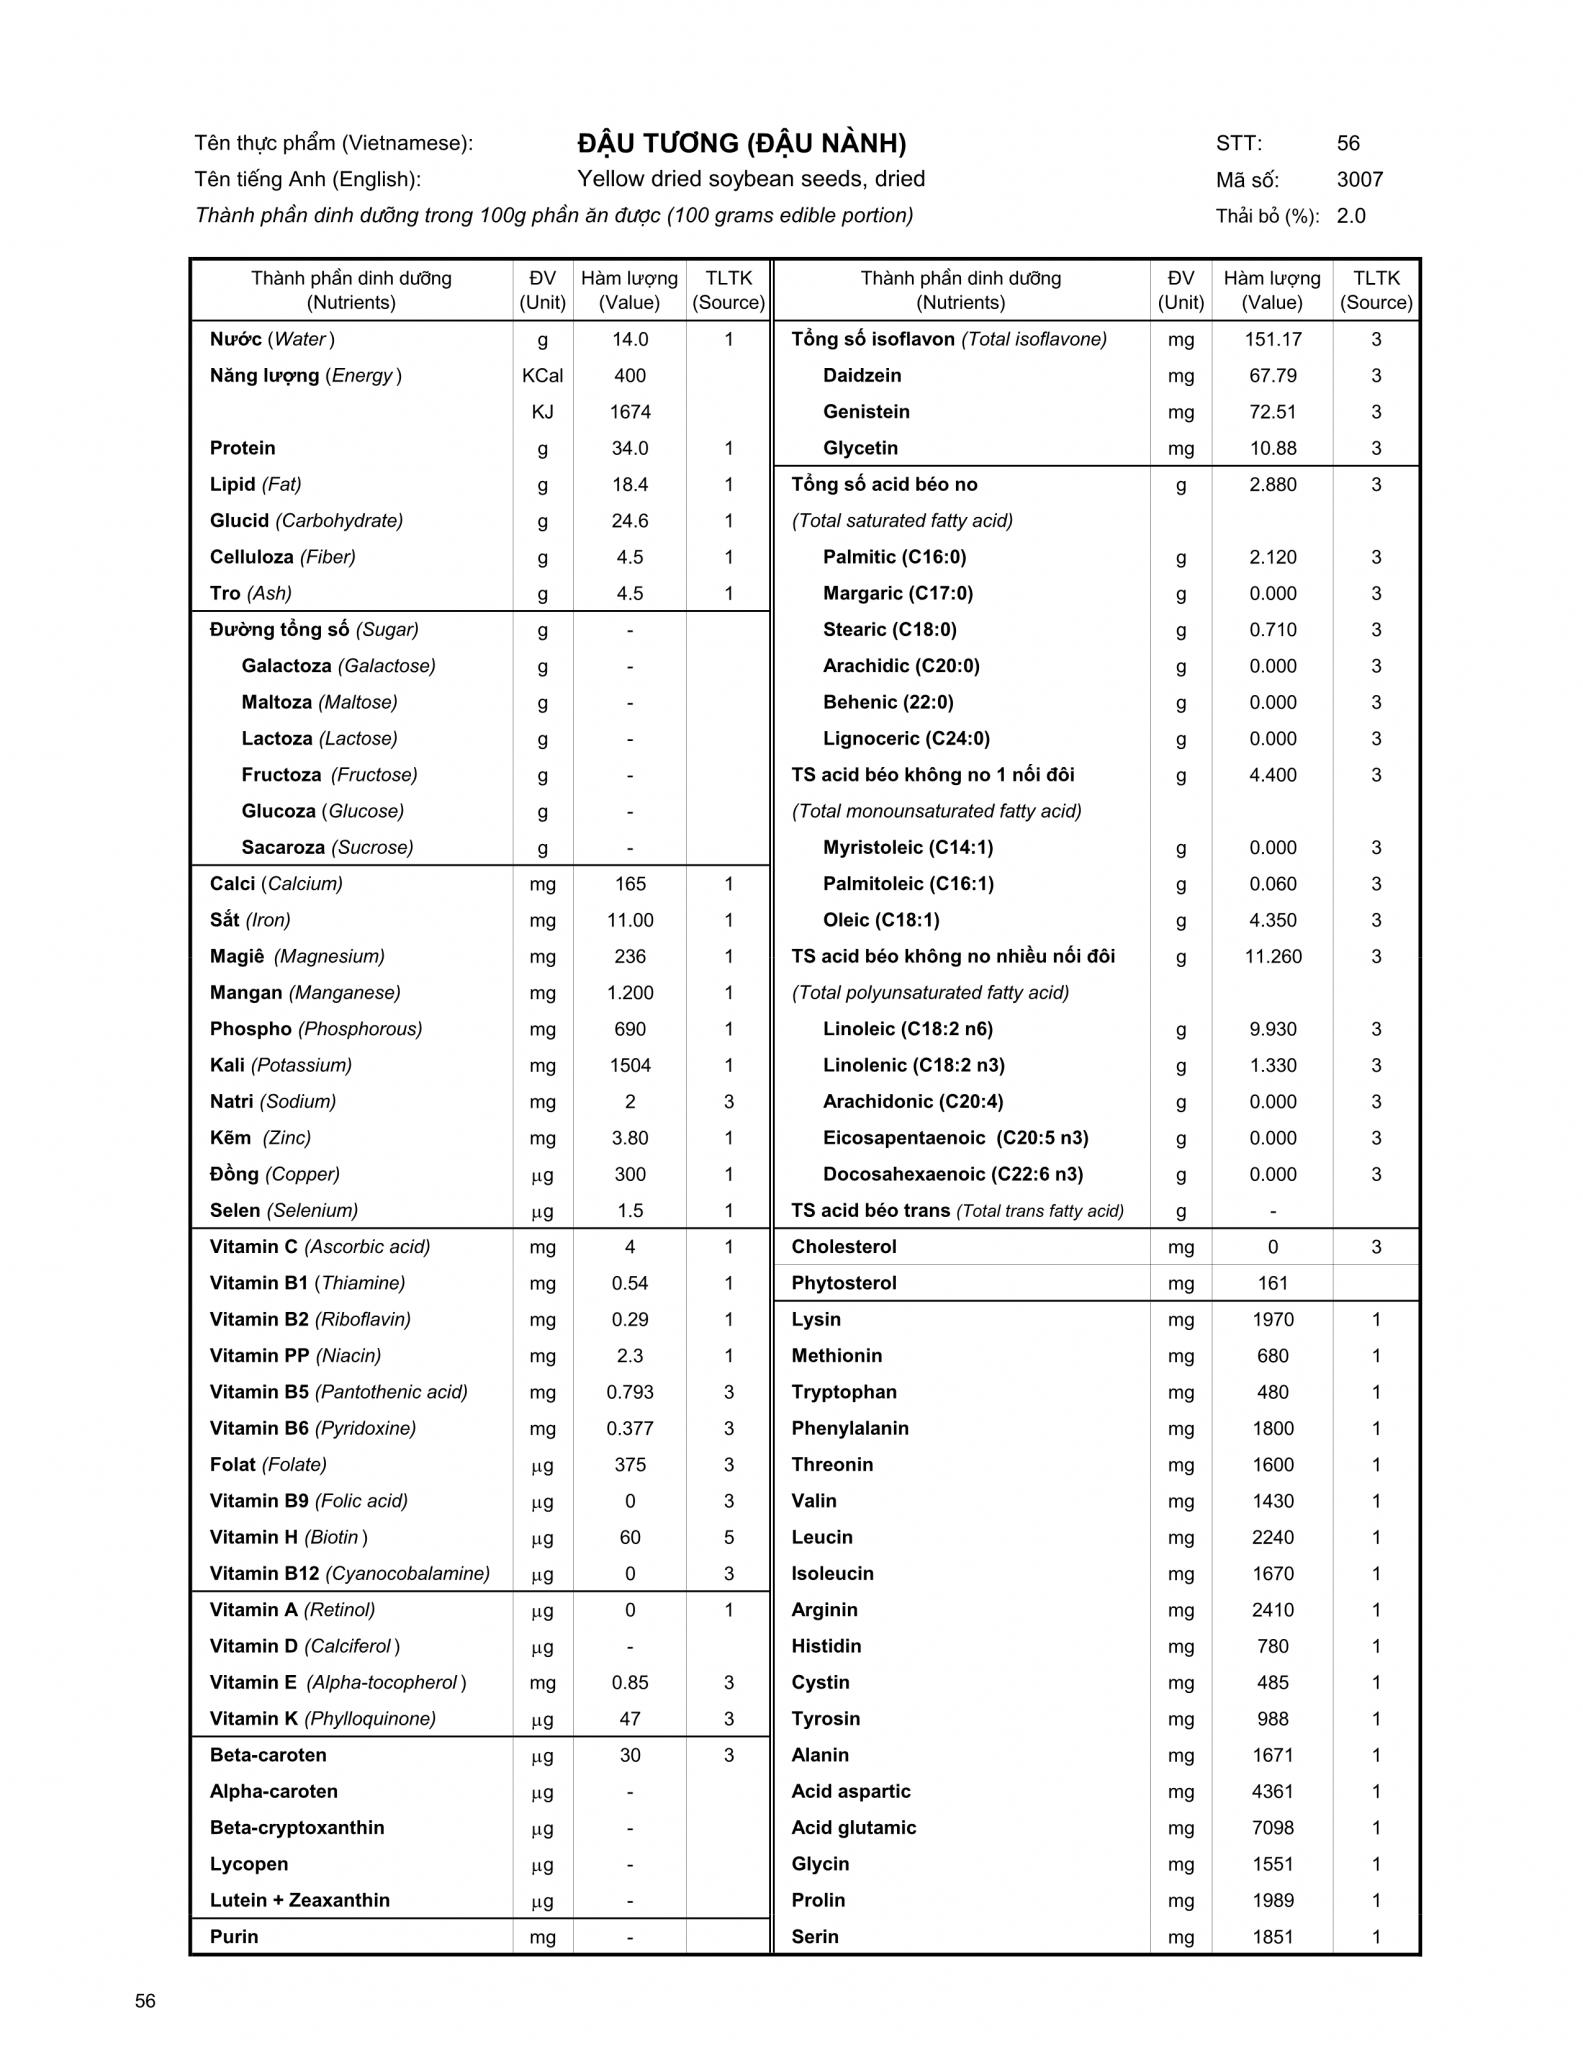 Tên thực phẩm (Vietnamese): ĐẬU TƯƠNG (ĐẬU NÀNH) STT: 56
Tên tiếng Anh (English): Yellow dried soybean seeds, dried Mã số: 3007
Thành phần dinh dưỡng trong 100g phần ăn được (100 grams edible portion) Thải bỏ (%): 2.0
Thành phần dinh dưỡng ĐV Hàm lượng TLTK
(Nutrients) (Unit) (Value) (Source)
Nước (Water) g 14.0 1
Năng lượng (Energy) KCal 400
KJ 1674
Protein g 34.0 1
Lipid (Fat) g 18.4 1
Glucid (Carbohydrate) g 24.6 1
Celluloza (Fiber) g 4.5 1
Tro (Ash) g 4.5 1
Đường tổng số (Sugar) g -
Galactoza (Galactose) g -
Maltoza (Maltose) g -
Lactoza (Lactose) g -
Fructoza (Fructose) g -
Glucoza (Glucose) g -
Sacaroza (Sucrose) g -
Calci (Calcium) mg 165 1
Sắt (Iron) mg 11.00 1
Magiê (Magnesium) mg 236 1
Mangan (Manganese) mg 1.200 1
Phospho (Phosphorous) mg 690 1
Kali (Potassium) mg 1504 1
Natri (Sodium) mg 2 3
Kẽm (Zinc) mg 3.80 1
Đồng (Copper) µg 300 1
Selen (Selenium) µg 1.5 1
Vitamin C (Ascorbic acid) mg 4 1
Vitamin B1 (Thiamine) mg 0.54 1
Vitamin B2 (Riboflavin) mg 0.29 1
Vitamin PP (Niacin) mg 2.3 1
Vitamin B5 (Pantothenic acid) mg 0.793 3
Vitamin B6 (Pyridoxine) mg 0.377 3
Folat (Folate) µg 375 3
Vitamin B9 (Folic acid) µg 0 3
Vitamin H (Biotin) µg 60 5
Vitamin B12 (Cyanocobalamine) µg 0 3
Vitamin A (Retinol) µg 0 1
Vitamin D (Calciferol) µg -
Vitamin E (Alpha-tocopherol) mg 0.85 3
Vitamin K (Phylloquinone) µg 47 3
Beta-caroten µg 30 3
Alpha-caroten µg -
Beta-cryptoxanthin µg -
Lycopen µg -
Lutein + Zeaxanthin µg -
Purin mg -
Thành phần dinh dưỡng ĐV Hàm lượng TLTK
(Nutrients) (Unit) (Value) (Source)
Tổng số isoflavon (Total isoflavone) mg 151.17 3
Daidzein mg 67.79 3
Genistein mg 72.51 3
Glycetin mg 10.88 3
Tổng số acid béo no g 2.880 3
(Total saturated fatty acid)
Palmitic (C16:0) g 2.120 3
Margaric (C17:0) g 0.000 3
Stearic (C18:0) g 0.710 3
Arachidic (C20:0) g 0.000 3
Behenic (22:0) g 0.000 3
Lignoceric (C24:0) g 0.000 3
TS acid béo không no 1 nối đôi g 4.400 3
(Total monounsaturated fatty acid)
Myristoleic (C14:1) g 0.000 3
Palmitoleic (C16:1) g 0.060 3
Oleic (C18:1) g 4.350 3
TS acid béo không no nhiều nối đôi g 11.260 3
(Total polyunsaturated fatty acid)
Linoleic (C18:2 n6) g 9.930 3
Linolenic (C18:2 n3) g 1.330 3
Arachidonic (C20:4) g 0.000 3
Eicosapentaenoic (C20:5 n3) g 0.000 3
Docosahexaenoic (C22:6 n3) g 0.000 3
TS acid béo trans (Total trans fatty acid) g -
Cholesterol mg 0 3
Phytosterol mg 161
Lysin mg 1970 1
Methionin mg 680 1
Tryptophan mg 480 1
Phenylalanin mg 1800 1
Threonin mg 1600 1
Valin mg 1430 1
Leucin mg 2240 1
Isoleucin mg 1670 1
Arginin mg 2410 1
Histidin mg 780 1
Cystin mg 485 1
Tyrosin mg 988 1
Alanin mg 1671 1
Acid aspartic mg 4361 1
Acid glutamic mg 7098 1
Glycin mg 1551 1
Prolin mg 1989 1
Serin mg 1851 1
56